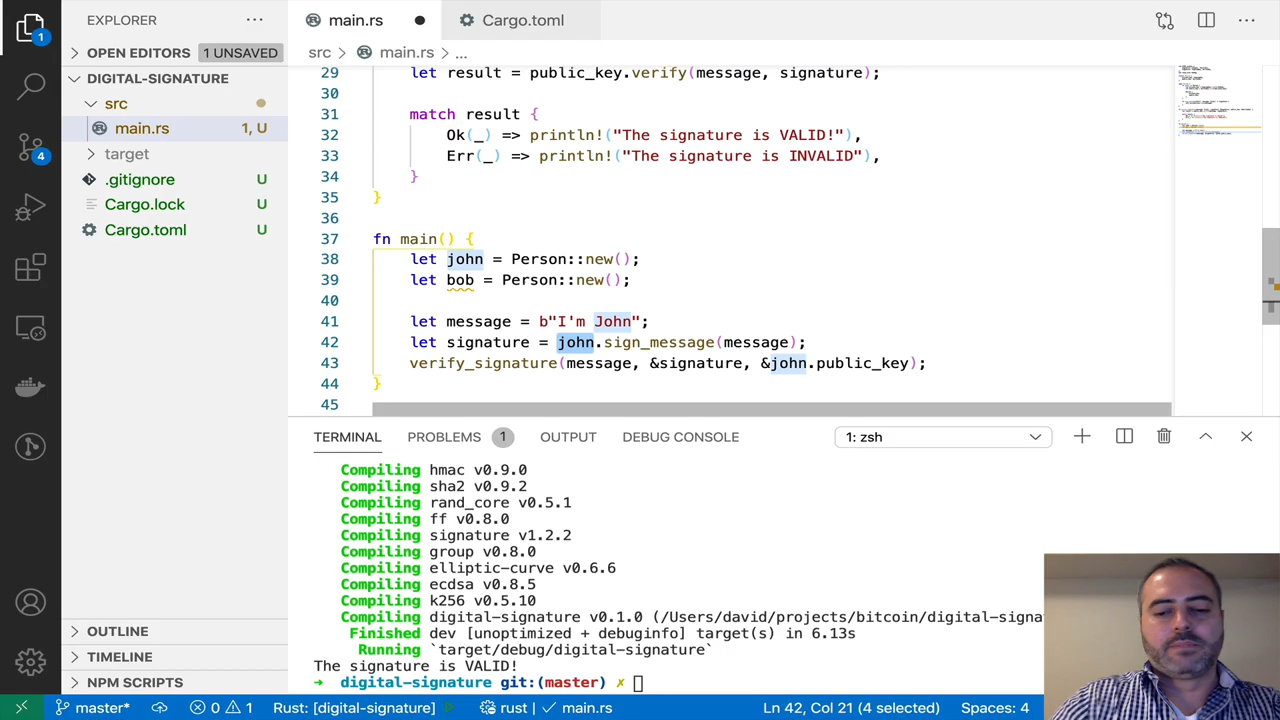 EXPLORER
main.rs
Cargo.toml
OPEN EDITORS
1 UNSAVED
src > main.rs > ...
DIGITAL-SIGNATURE
src
main.rs 1, U
target
.gitignore U
Cargo.lock U
Cargo.toml U
1
4
29 let result = public_key.verify(message, signature);
30
31 match result {
32 Ok(_) => println!("The signature is VALID!"),
33 Err(_) => println!("The signature is INVALID"),
34 }
35 }
36
37 fn main() {
38 let john = Person::new();
39 let bob = Person::new();
40
41 let message = b"I'm John";
42 let signature = john.sign_message(message);
43 verify_signature(message, &signature, &john.public_key);
44 }
45
TERMINAL PROBLEMS 1 OUTPUT DEBUG CONSOLE 1: zsh
Compiling hmac v0.9.0
Compiling sha2 v0.9.2
Compiling rand_core v0.5.1
Compiling ff v0.8.0
Compiling signature v1.2.2
Compiling group v0.8.0
Compiling elliptic-curve v0.6.6
Compiling ecdsa v0.8.5
Compiling k256 v0.5.10
Compiling digital-signature v0.1.0 (/Users/david/projects/bitcoin/digital-signa
Finished dev [unoptimized + debuginfo] target(s) in 6.13s
Running `target/debug/digital-signature`
The signature is VALID!
➜ digital-signature git:(master) ✗
OUTLINE
TIMELINE
NPM SCRIPTS
master* 0 1 Rust: [digital-signature] rust | ✓ main.rs Ln 42, Col 21 (4 selected) Spaces: 4